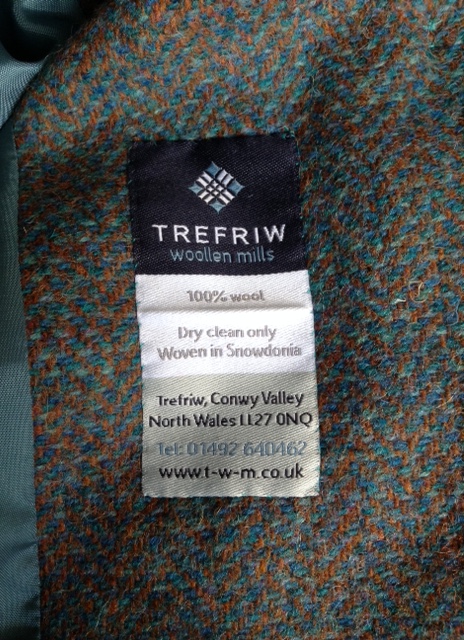 TREFRIW
woollen mills
100% wool
Dry clean only
Woven in Snowdonia
Trefriw, Conwy Valley
North Wales LL27 0NQ
Tel: 01492 640462
www.t-w-m.co.uk